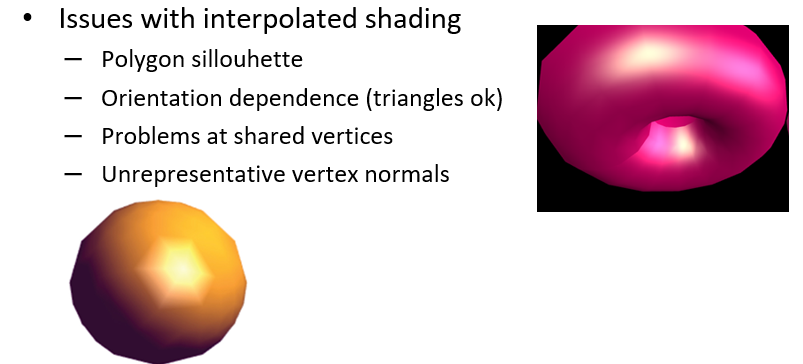 • Issues with interpolated shading
– Polygon sillouhette
– Orientation dependence (triangles ok)
– Problems at shared vertices
– Unrepresentative vertex normals